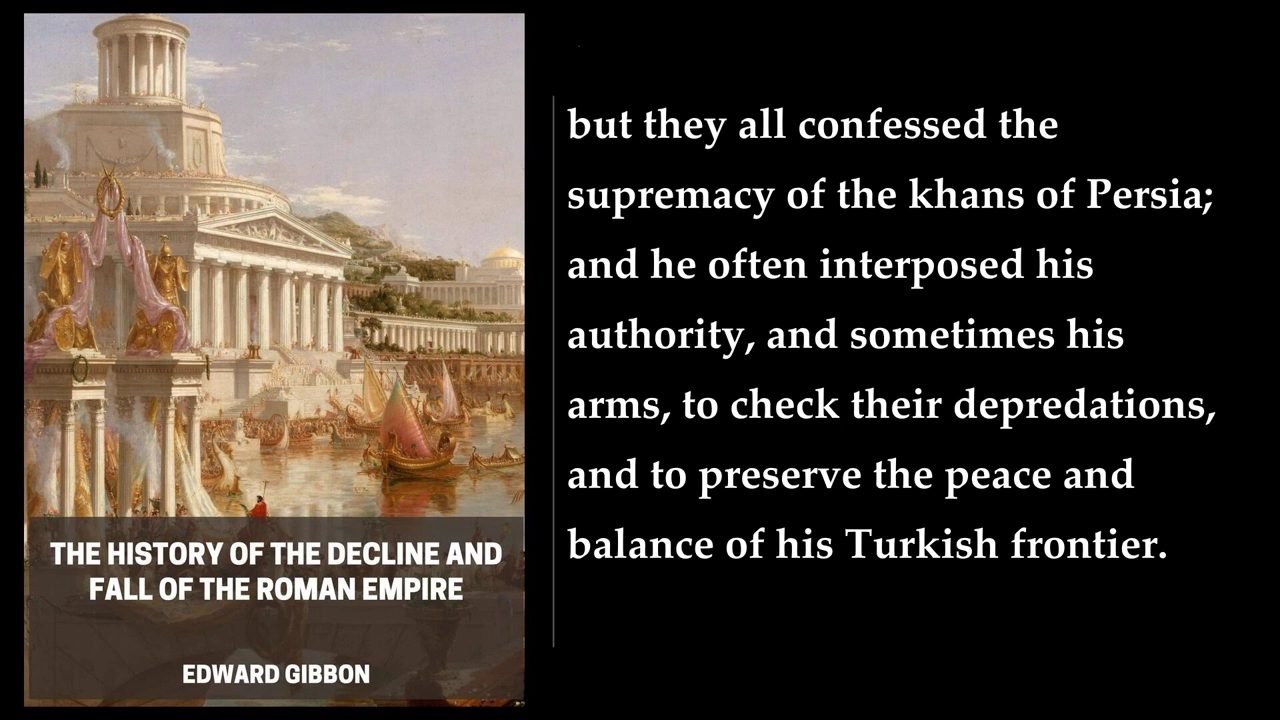 THE HISTORY OF THE DECLINE AND
FALL OF THE ROMAN EMPIRE
EDWARD GIBBON
but they all confessed the
supremacy of the khans of Persia;
and he often interposed his
authority, and sometimes his
arms, to check their depredations,
and to preserve the peace and
balance of his Turkish frontier.